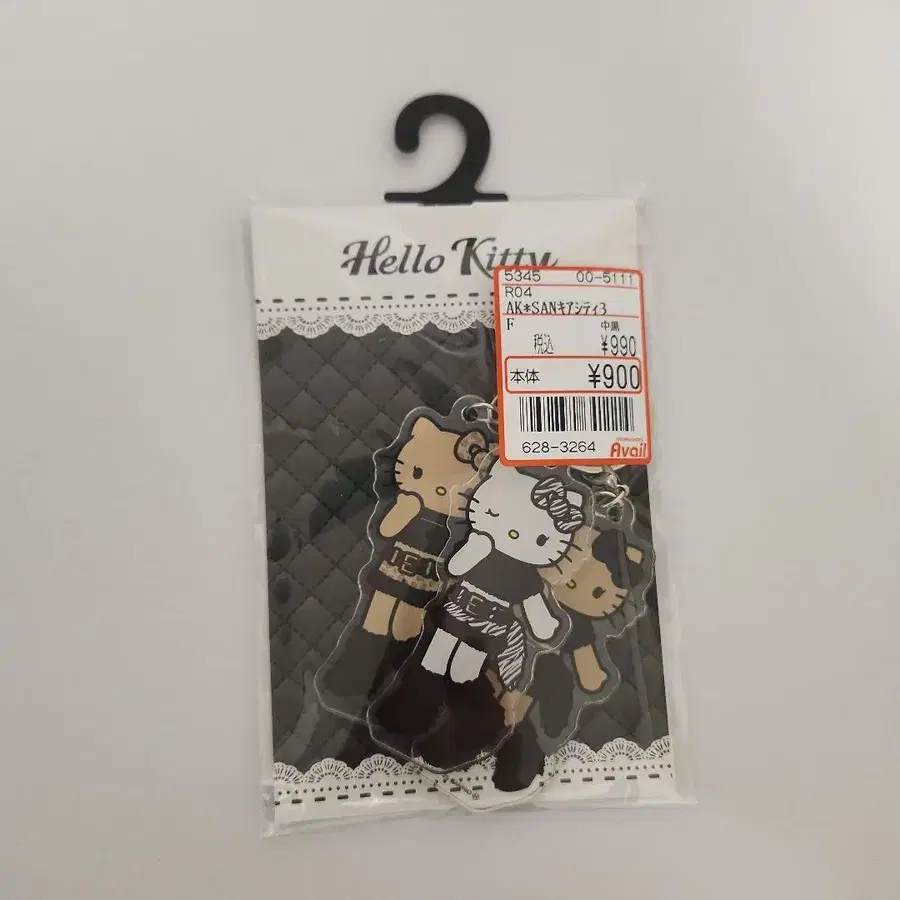 Hello Kitty
5345 00-5111
R04
AK*SANキアシティ3
F 中黒
税込 ¥990
本体 ¥900
628-3264 Avail